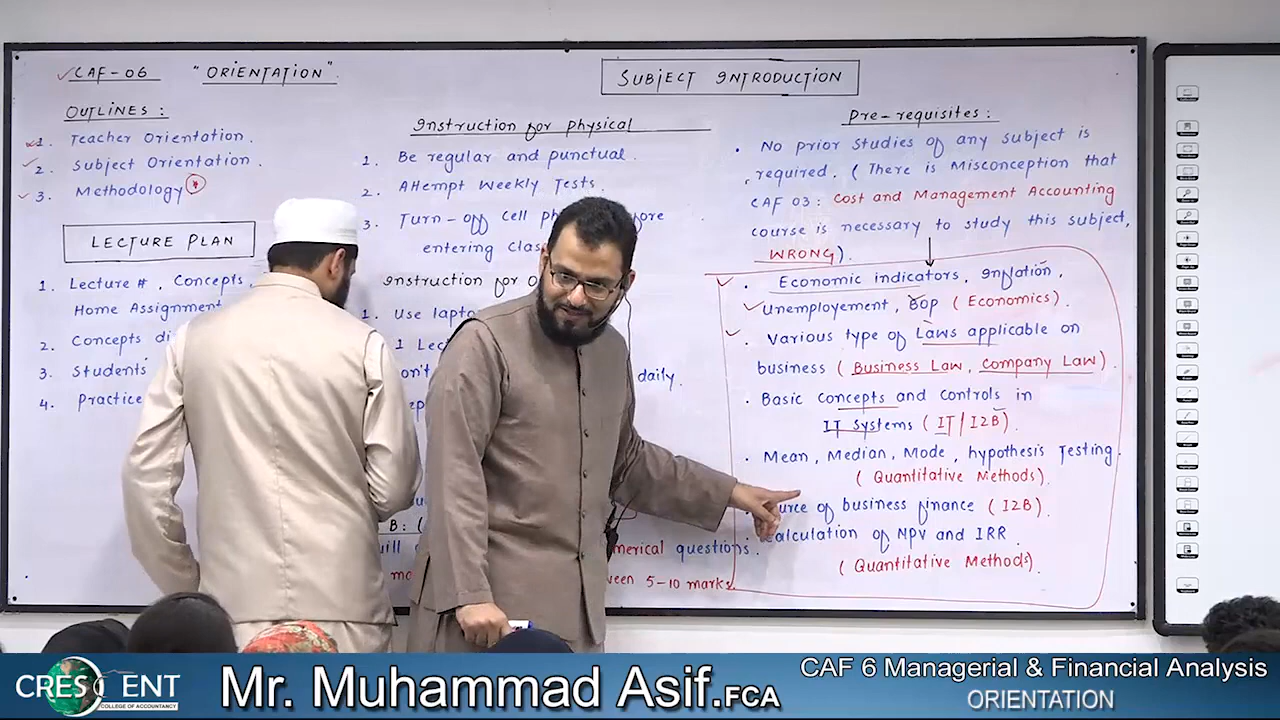 CAF-06 "ORIENTATION".
SUBJECT INTRODUCTION
OUTLINES :
1. Teacher Orientation.
2. Subject Orientation.
3. Methodology
LECTURE PLAN
1. Lecture #, Concepts,
Home Assignment
2. Concepts
3. Students
4. Practice
Instruction for physical
1. Be regular and punctual.
2. Attempt Weekly Tests.
3. Turn-off cell
entering
Instruction for
1. Use
1
daily.
B: (
numerical questions
5-10 marks
Pre-requisites :
• No prior studies of any subject is
required. (There is Misconception that
CAF 03: Cost and Management Accounting
course is necessary to study this subject,
WRONG).
Economic indicators, Inflation,
Unemployement, BOP (Economics).
Various type of Laws applicable on
business (Business Law, Company Law).
. Basic Concepts and Controls in
IT Systems (IT/I2B).
Mean, Median, Mode, hypothesis Testing.
(Quantitative Methods).
of business finance (I2B).
Calculation of NPV and IRR.
(Quantitative Methods).
CRESCENT
COLLEGE OF ACCOUNTANCY
Mr. Muhammad Asif.FCA
CAF 6 Managerial & Financial Analysis
ORIENTATION